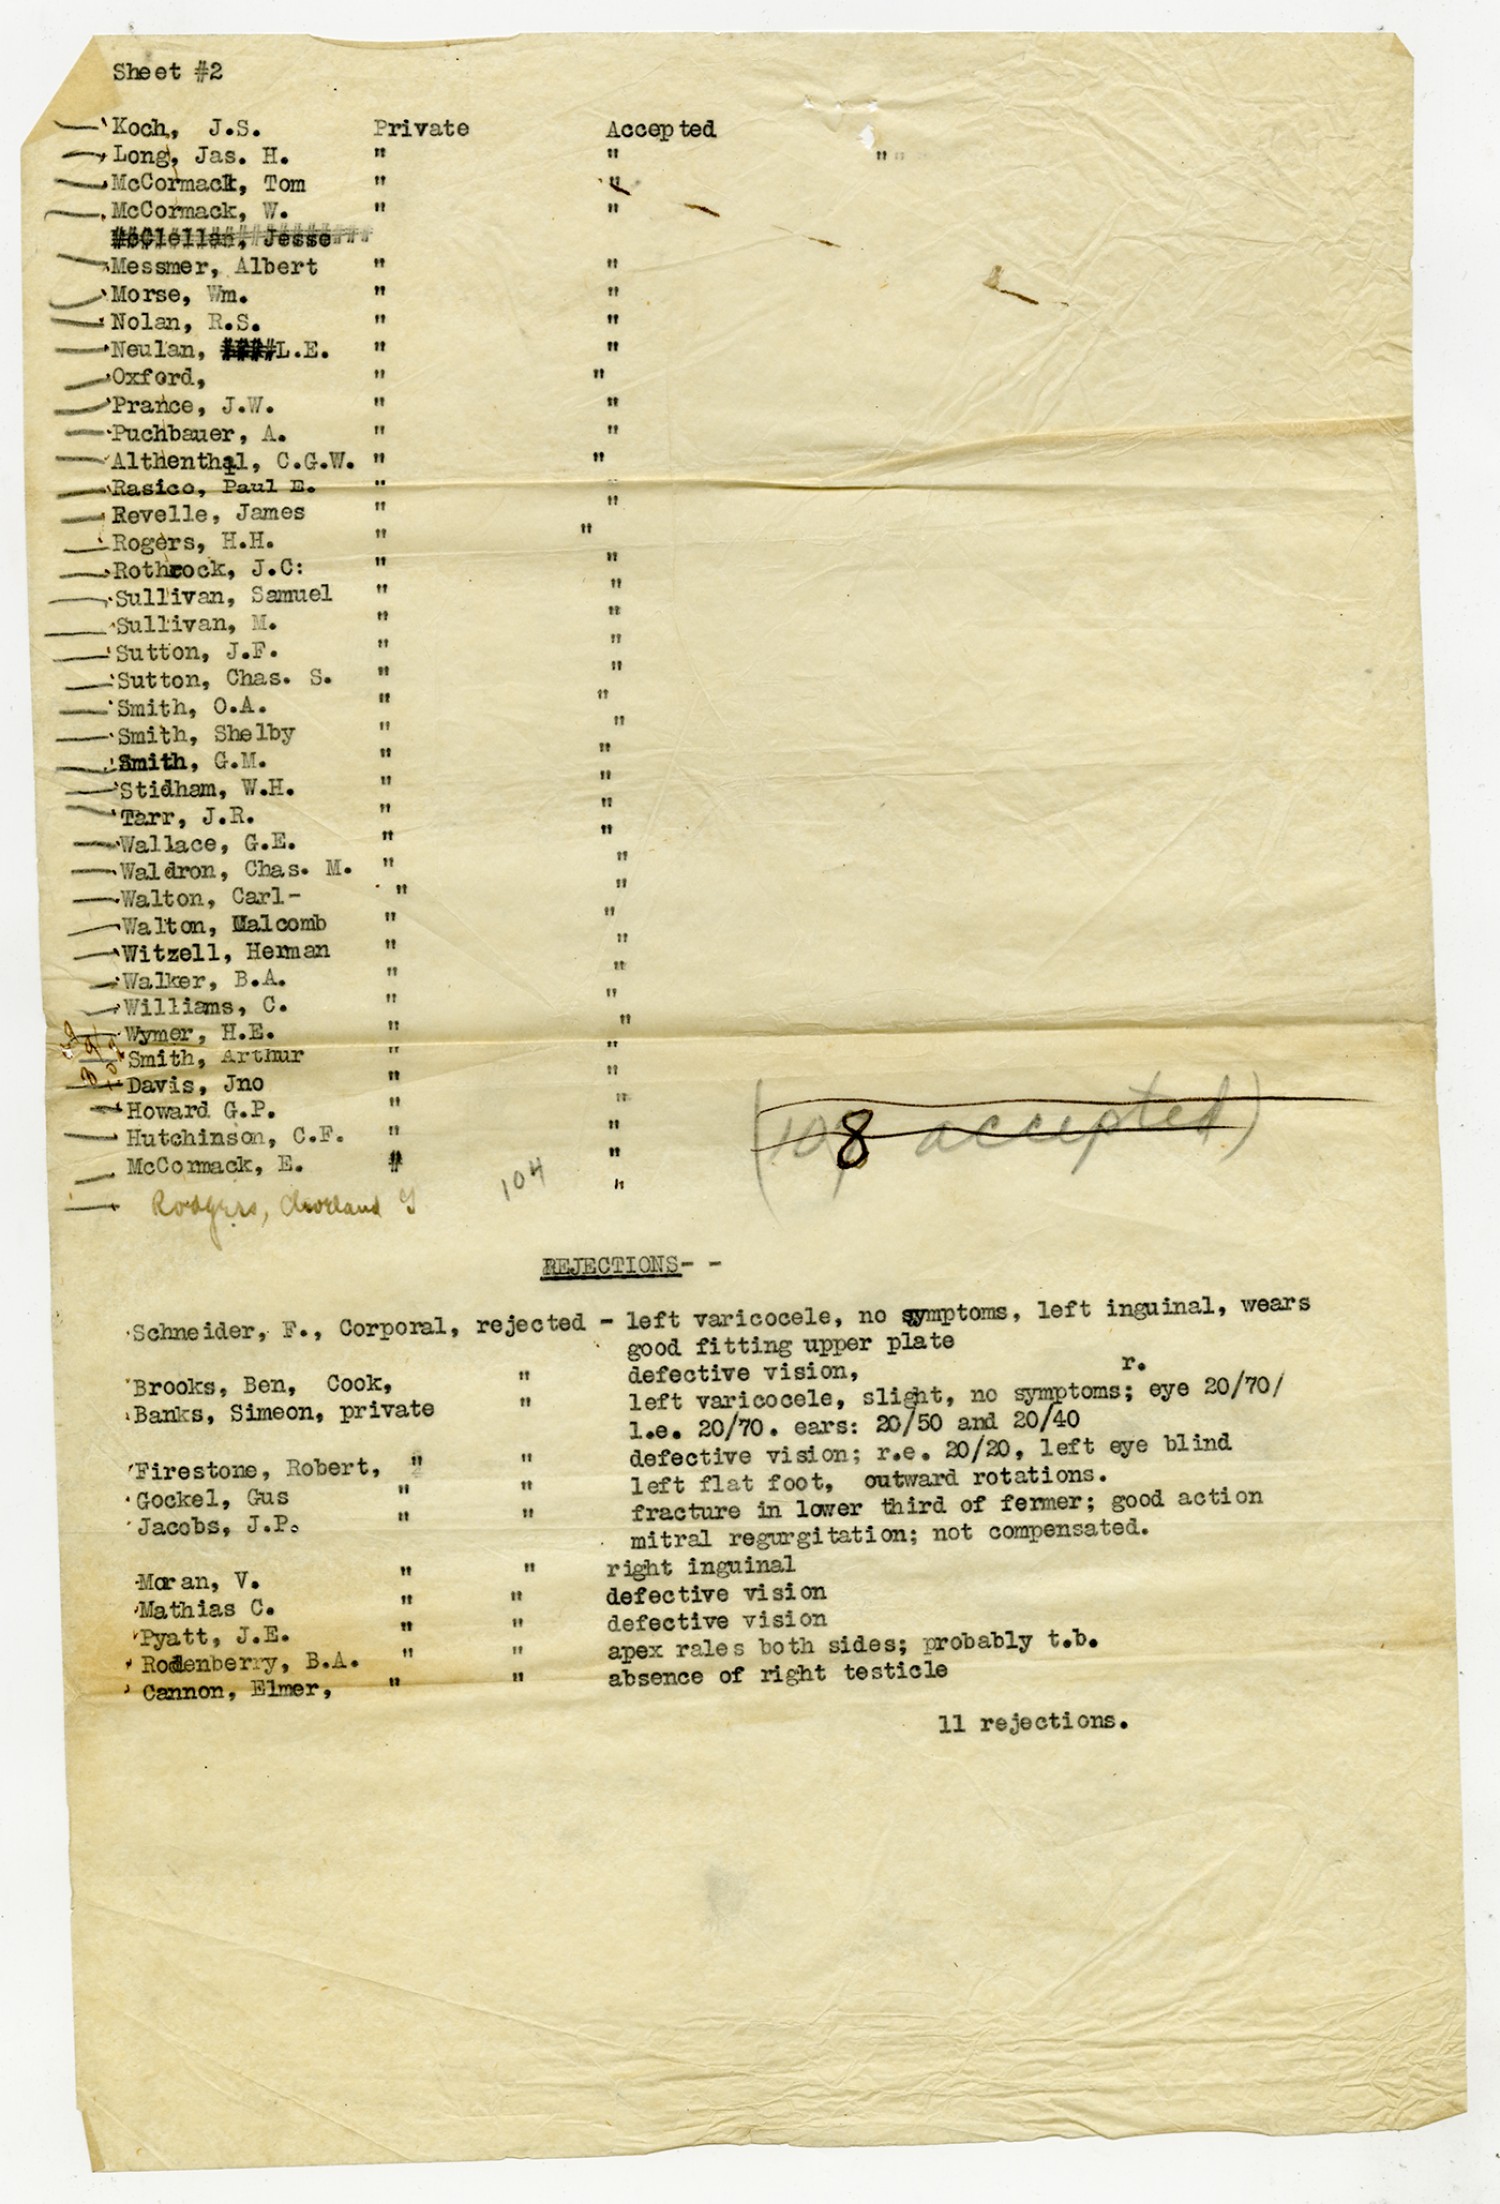 Sheet #2
Koch, J.S. Private Accepted
Long, Jas. H. " " " "
McCormack, Tom " "
McCormack, W. " "
McClellan, Jesse
Messmer, Albert " "
Morse, Wm. " "
Nolan, R.S. " "
Neulan, ####L.E. " "
Oxford, " "
Prance, J.W. " "
Puchbauer, A. " "
Althenthal, C.G.W. " "
Rasico, Paul E. "
Revelle, James " "
Rogers, H.H. " "
Rothrock, J.C: " "
Sullivan, Samuel " "
Sullivan, M. " "
Sutton, J.F. " "
Sutton, Chas. S. " "
Smith, O.A. " "
Smith, Shelby " "
Smith, G.M. " "
Stidham, W.H. " "
Tarr, J.R. " "
Wallace, G.E. " "
Waldron, Chas. M. " "
Walton, Carl- " "
Walton, Malcomb " "
Witzell, Herman " "
Walker, B.A. " "
Williams, C. " "
Wymer, H.E. " "
Smith, Arthur " "
Davis, Jno " "
Howard G.P. " "
Hutchinson, C.F. " "
(108 accepted)
McCormack, E. # "
104 "
Rodgers, Cleveland G
REJECTIONS- -
Schneider, F., Corporal, rejected - left varicocele, no symptoms, left inguinal, wears
good fitting upper plate
Brooks, Ben, Cook, " defective vision, r.
Banks, Simeon, private " left varicocele, slight, no symptoms; eye 20/70/
l.e. 20/70. ears: 20/50 and 20/40
Firestone, Robert, " " defective vision; r.e. 20/20, left eye blind
Gockel, Gus " " left flat foot, outward rotations.
Jacobs, J.P. " " fracture in lower third of fermer; good action
mitral regurgitation; not compensated.
Moran, V. " " right inguinal
Mathias C. " " defective vision
Pyatt, J.E. " " defective vision
Rodenberry, B.A. " " apex rales both sides; probably t.b.
Cannon, Elmer, " " absence of right testicle
11 rejections.